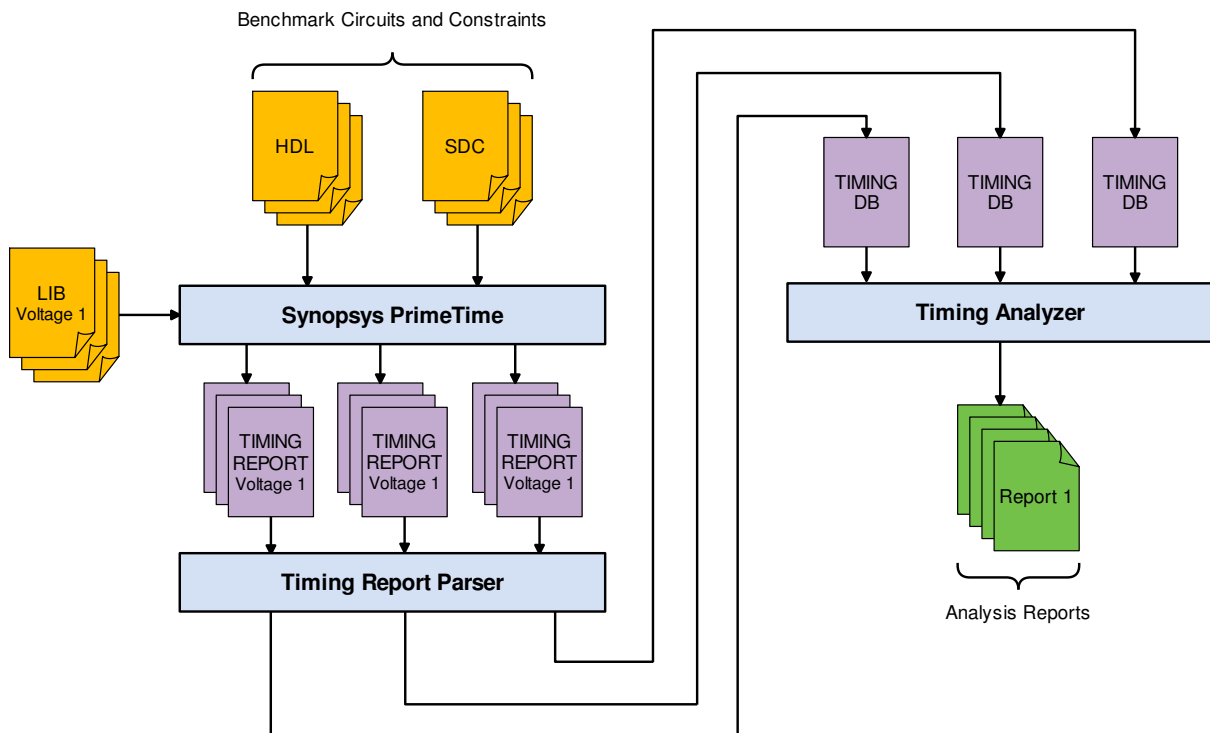 Benchmark Circuits and Constraints
HDL
SDC
LIB
Voltage 1
Synopsys PrimeTime
TIMING
REPORT
Voltage 1
TIMING
REPORT
Voltage 1
TIMING
REPORT
Voltage 1
Timing Report Parser
TIMING
DB
TIMING
DB
TIMING
DB
Timing Analyzer
Report 1
Analysis Reports